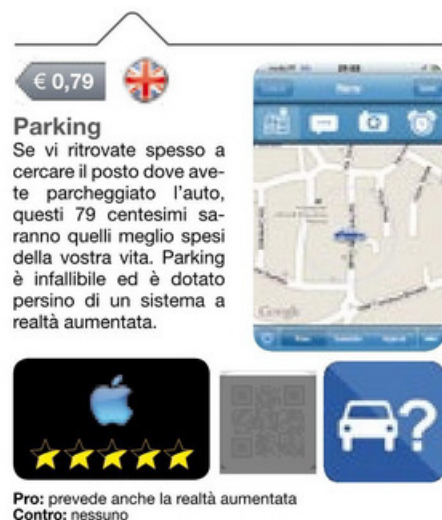 € 0,79
Parking
Se vi ritrovate spesso a
cercare il posto dove ave-
te parcheggiato l'auto,
questi 79 centesimi sa-
ranno quelli meglio spesi
della vostra vita. Parking
è infallibile ed è dotato
persino di un sistema a
realtà aumentata.
Google
?
Pro: prevede anche la realtà aumentata
Contro: nessuno